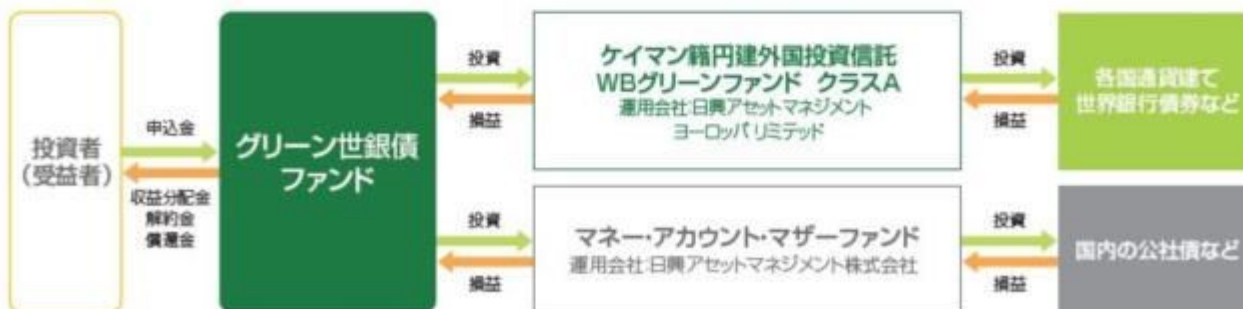 投資者
(受益者)
申込金
収益分配金
解約金
償還金
グリーン世銀債
ファンド
投資
損益
ケイマン籍円建外国投資信託
WBグリーンファンド クラスA
運用会社:日興アセットマネジメント
ヨーロッパ リミテッド
投資
損益
各国通貨建て
世界銀行債券など
投資
損益
マネー・アカウント・マザーファンド
運用会社:日興アセットマネジメント株式会社
投資
損益
国内の公社債など